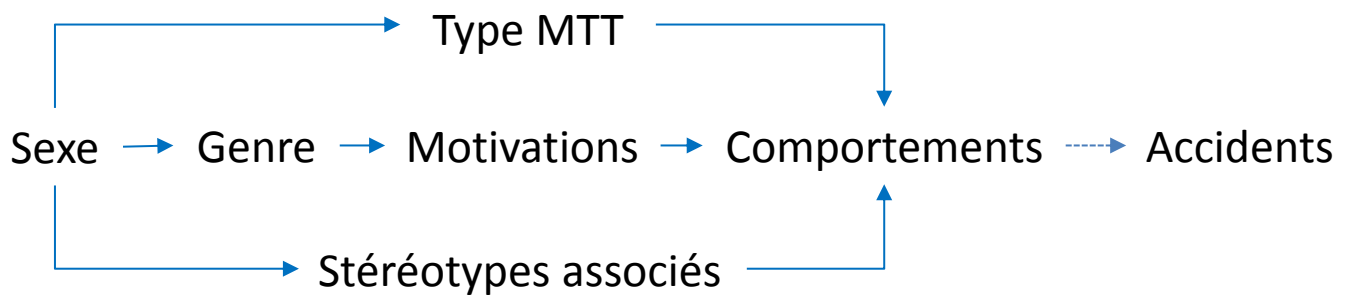 Type MTT
Sexe Genre Motivations Comportements Accidents
Stéréotypes associés